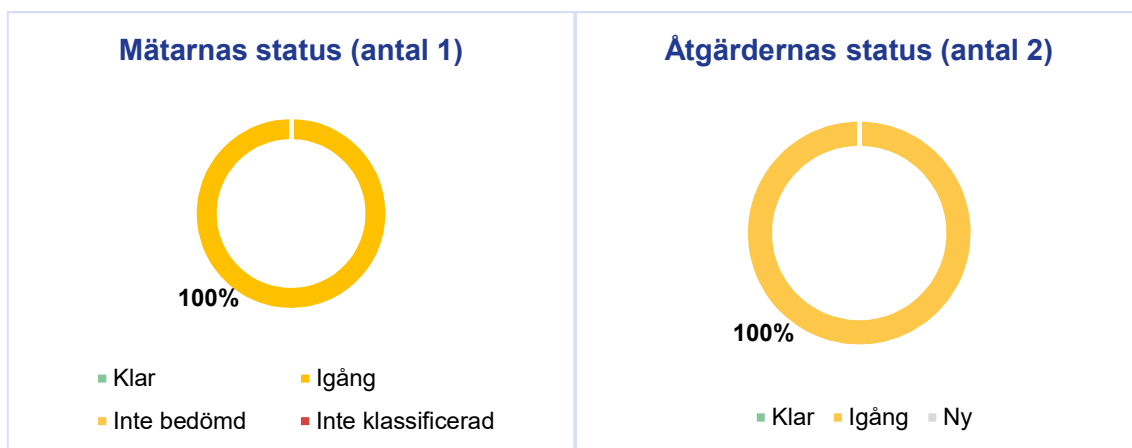 Mätarnas status (antal 1)
100%
Klar
Igång
Inte bedömd
Inte klassificerad
Åtgärdernas status (antal 2)
100%
Klar Igång Ny